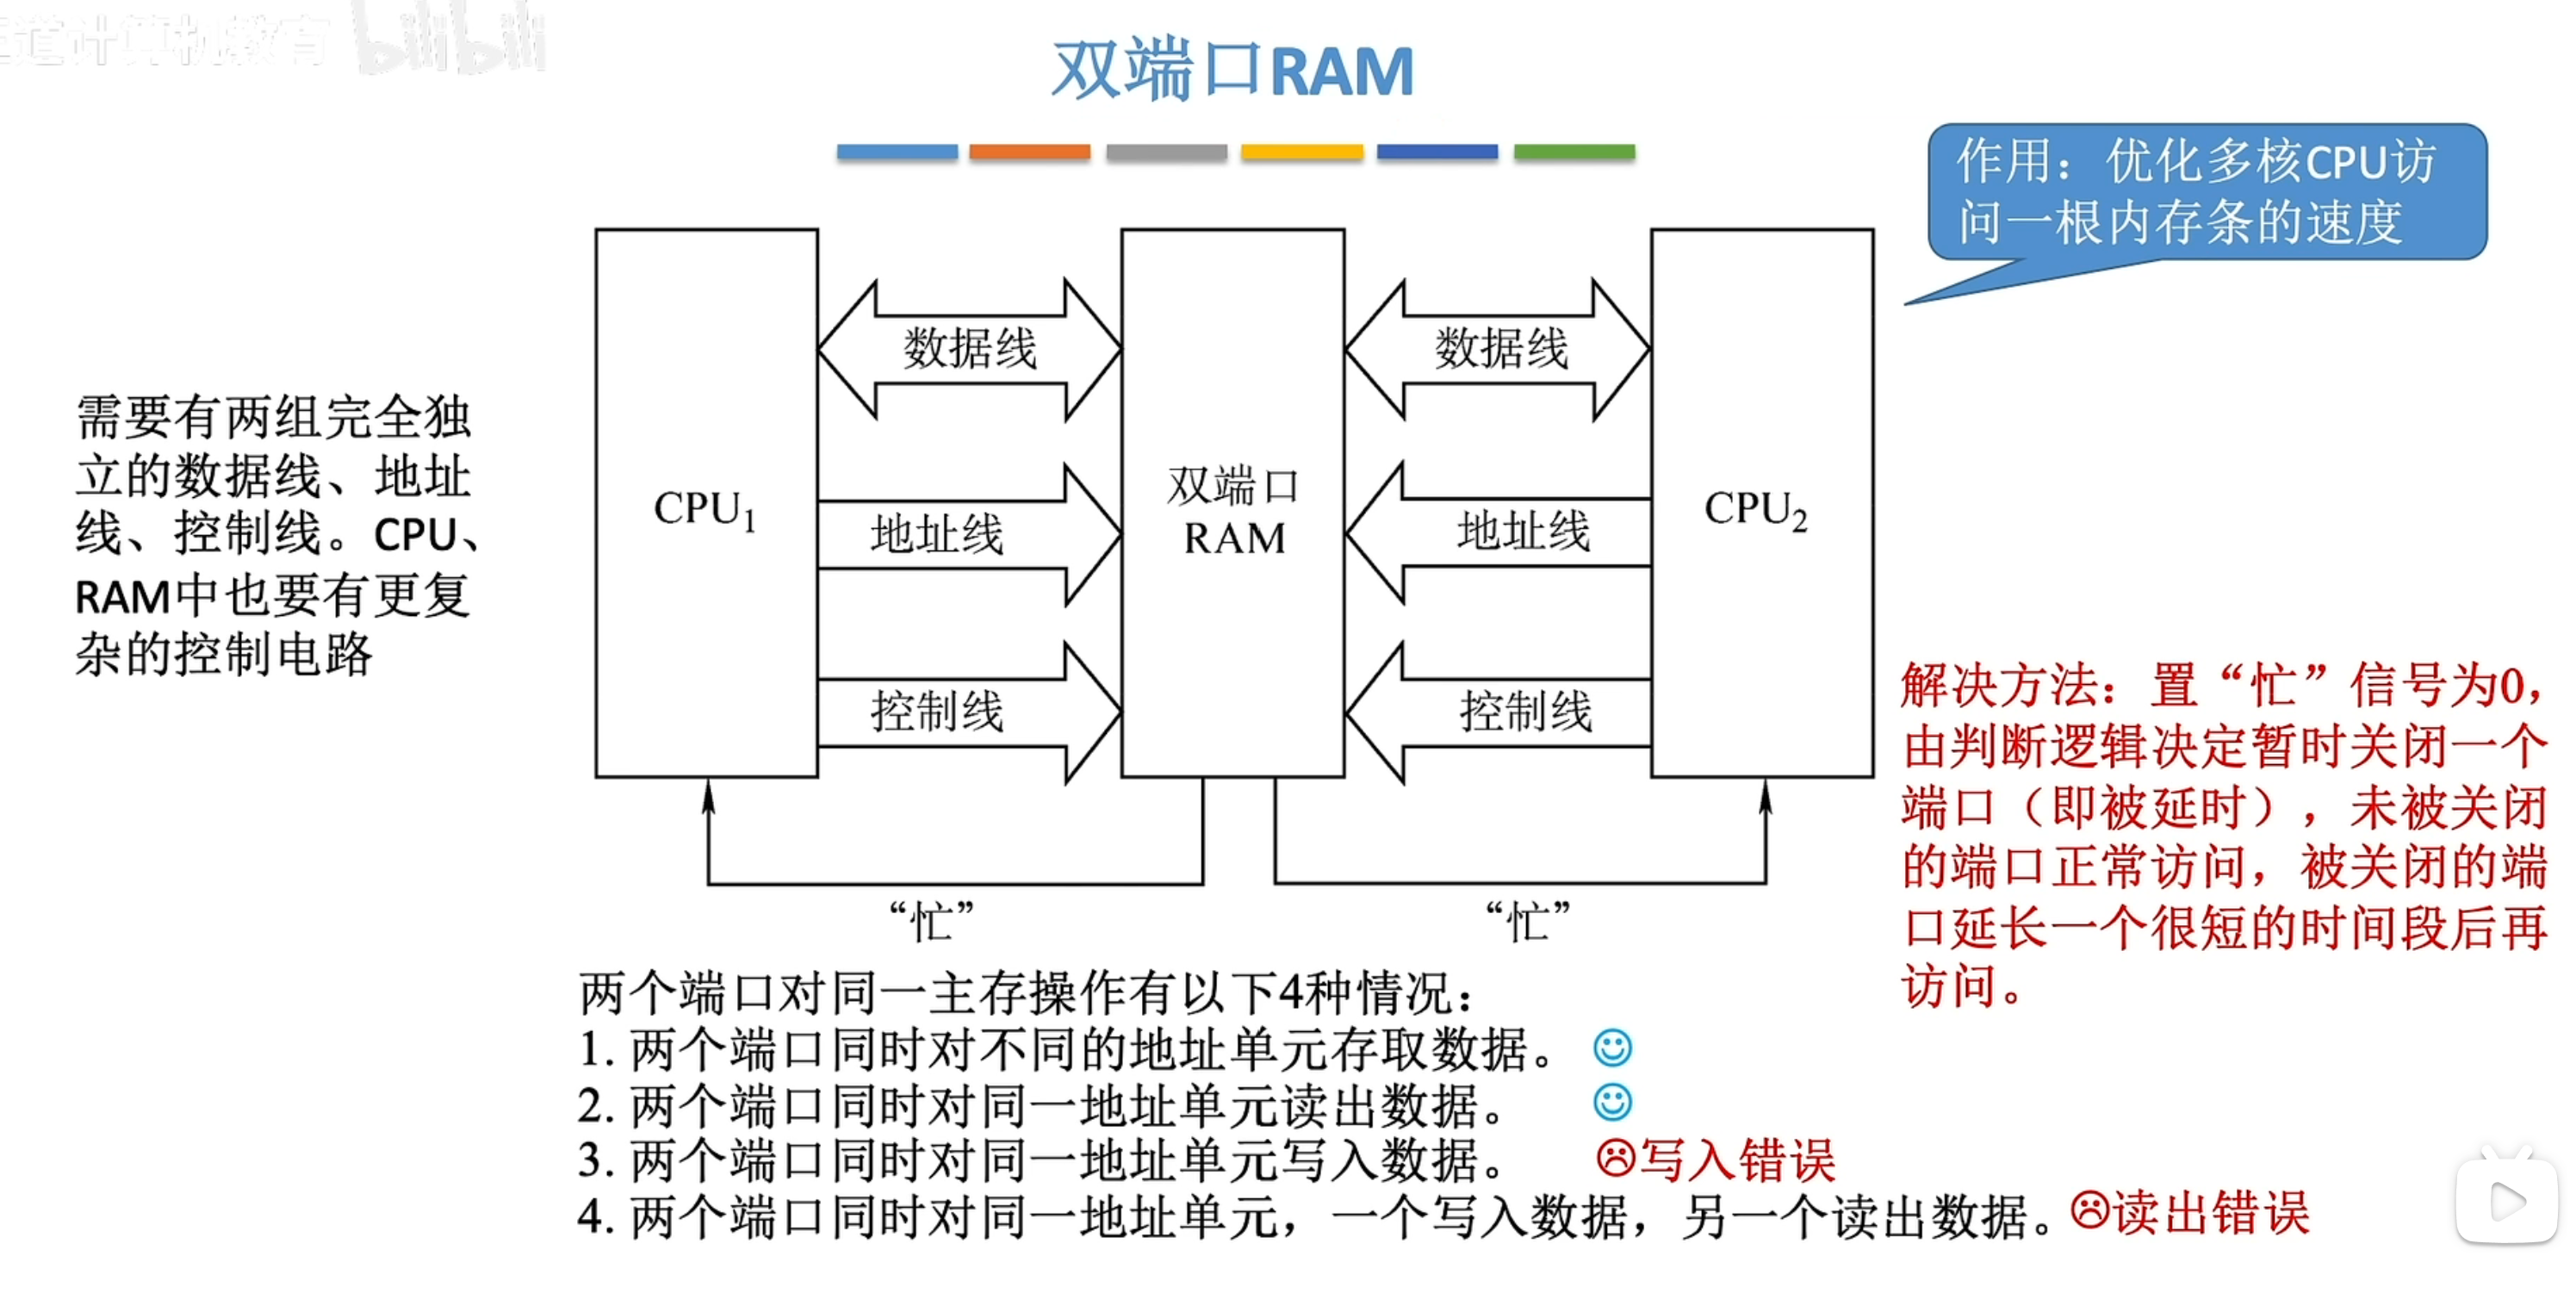 道计算机教育 bilibili
双端口RAM
作用：优化多核CPU访
问一根内存条的速度
需要有两组完全独
立的数据线、地址
线、控制线。CPU、
RAM中也要有更复
杂的控制电路
CPU1
数据线
地址线
控制线
双端口
RAM
数据线
地址线
控制线
CPU2
“忙”
“忙”
解决方法：置“忙”信号为0，
由判断逻辑决定暂时关闭一个
端口（即被延时），未被关闭
的端口正常访问，被关闭的端
口延长一个很短的时间段后再
访问。
两个端口对同一主存操作有以下4种情况：
1. 两个端口同时对不同的地址单元存取数据。
2. 两个端口同时对同一地址单元读出数据。
3. 两个端口同时对同一地址单元写入数据。 写入错误
4. 两个端口同时对同一地址单元，一个写入数据，另一个读出数据。 读出错误